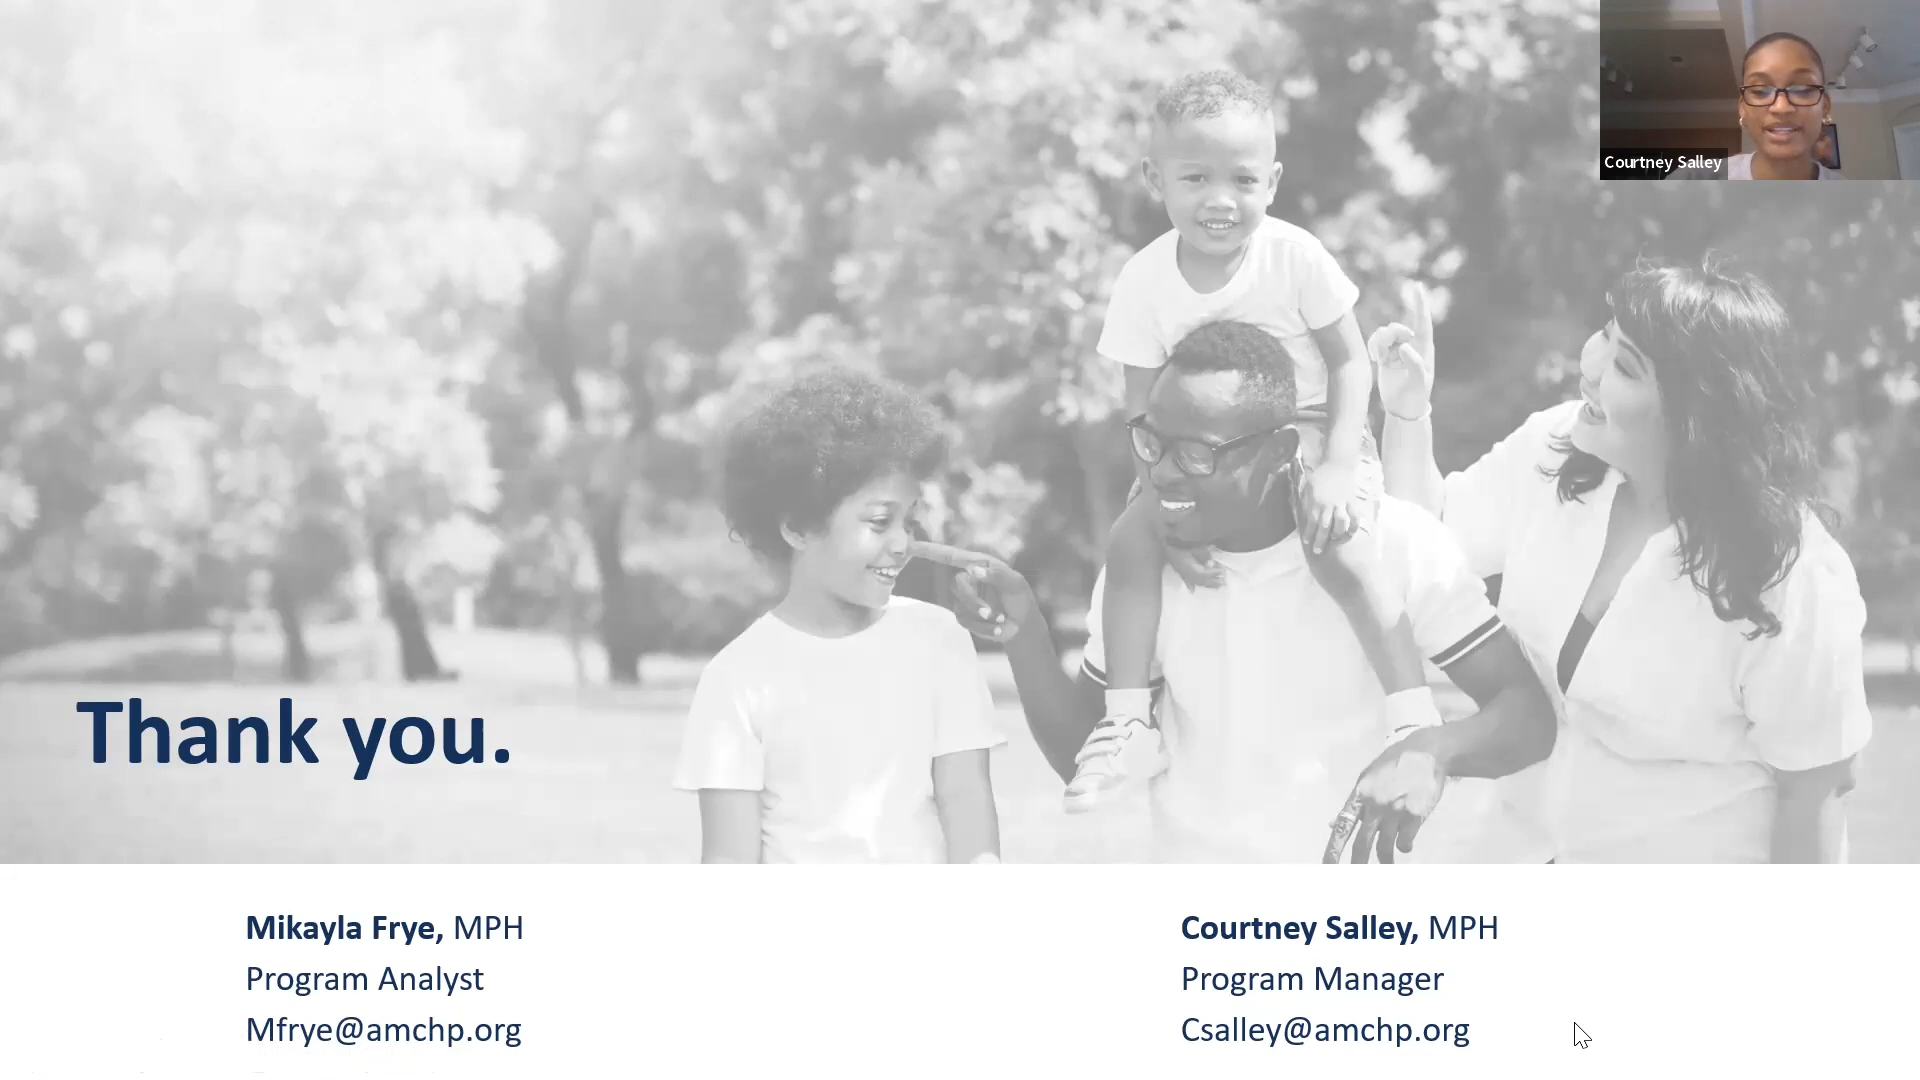 Courtney Salley
Thank you.
Mikayla Frye, MPH
Program Analyst
Mfrye@amchp.org
Courtney Salley, MPH
Program Manager
Csalley@amchp.org